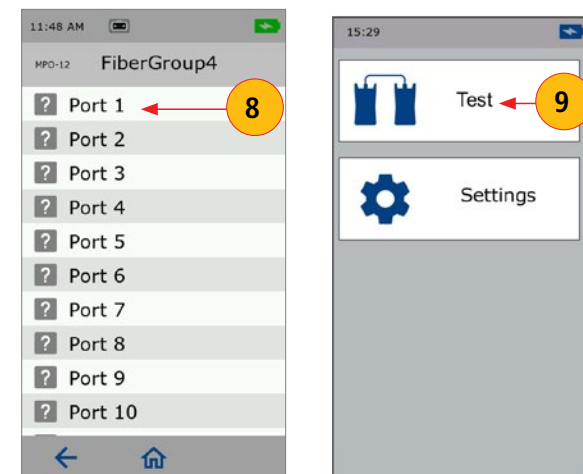 11:48 AM
MPO-12 FiberGroup4
? Port 1
8
? Port 2
? Port 3
? Port 4
? Port 5
? Port 6
? Port 7
? Port 8
? Port 9
? Port 10
15:29
Test
9
Settings